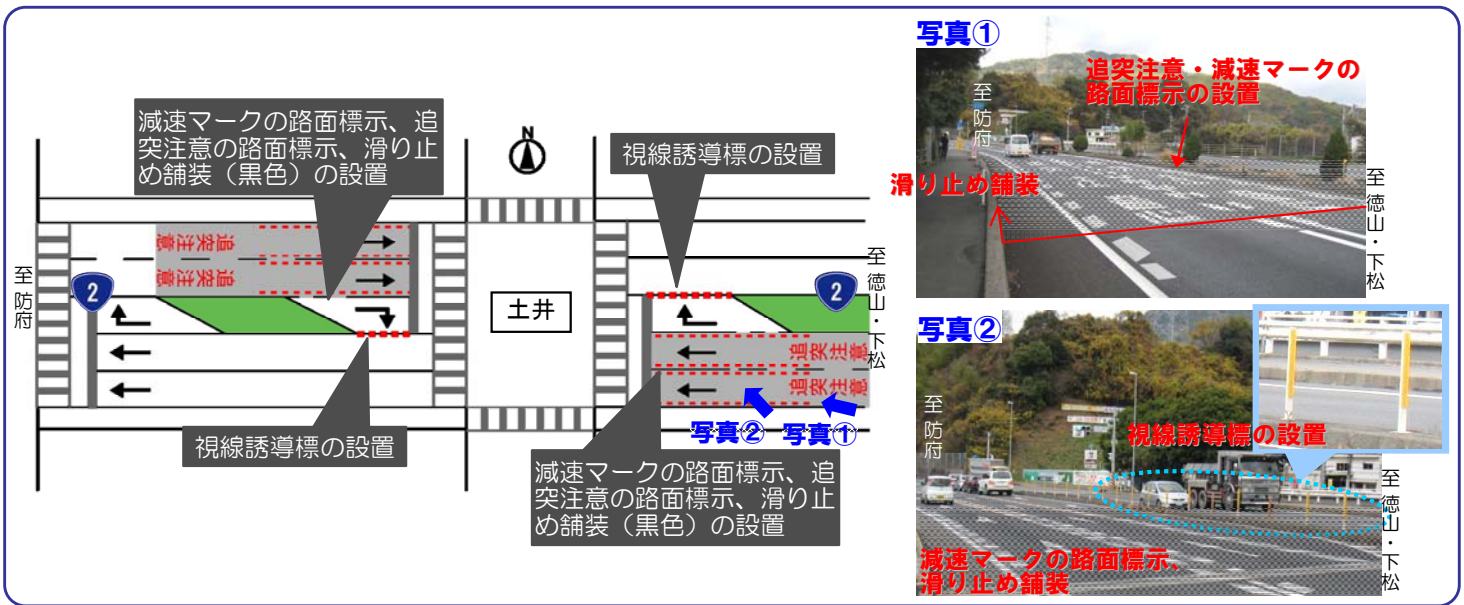 減速マークの路面標示、追
突注意の路面標示、滑り止
め舗装（黒色）の設置
N
視線誘導標の設置
至防府
2
追突注意
追突注意
土井
2
至徳山・下松
追突注意
追突注意
視線誘導標の設置
写真②
写真①
減速マークの路面標示、追
突注意の路面標示、滑り止
め舗装（黒色）の設置
写真①
追突注意・減速マークの
路面標示の設置
至防府
滑り止め舗装
至徳山・下松
写真②
至防府
視線誘導標の設置
至徳山・下松
減速マークの路面標示、
滑り止め舗装